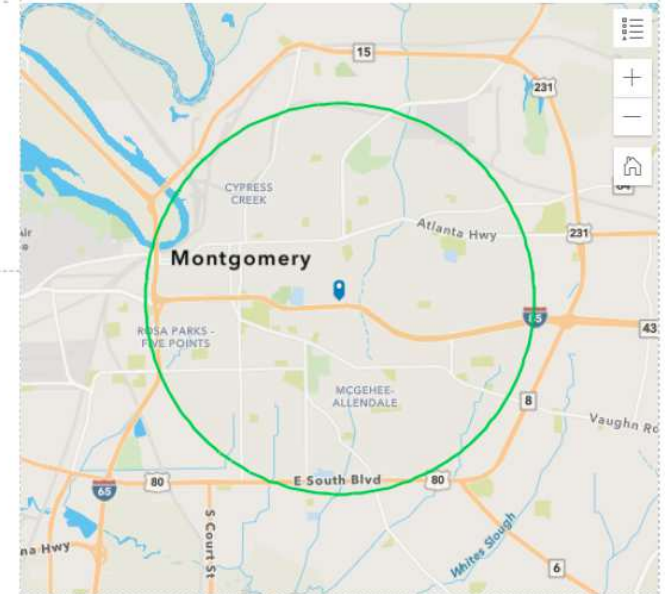 15
231
64
CYPRESS
CREEK
Atlanta Hwy
231
Air
Montgomery
85
43
ROSA PARKS -
FIVE POINTS
MCGEHEE-
ALLENDALE
8
Vaughn Ro
80
E South Blvd
80
65
S Court St
na Hwy
Whites Slough
6